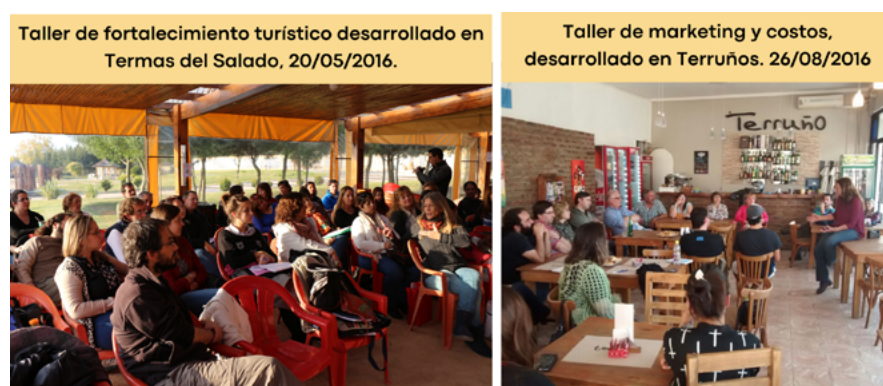 Taller de fortalecimiento turístico desarrollado en
Termas del Salado, 20/05/2016.
Taller de marketing y costos,
desarrollado en Terruños. 26/08/2016
Terruño